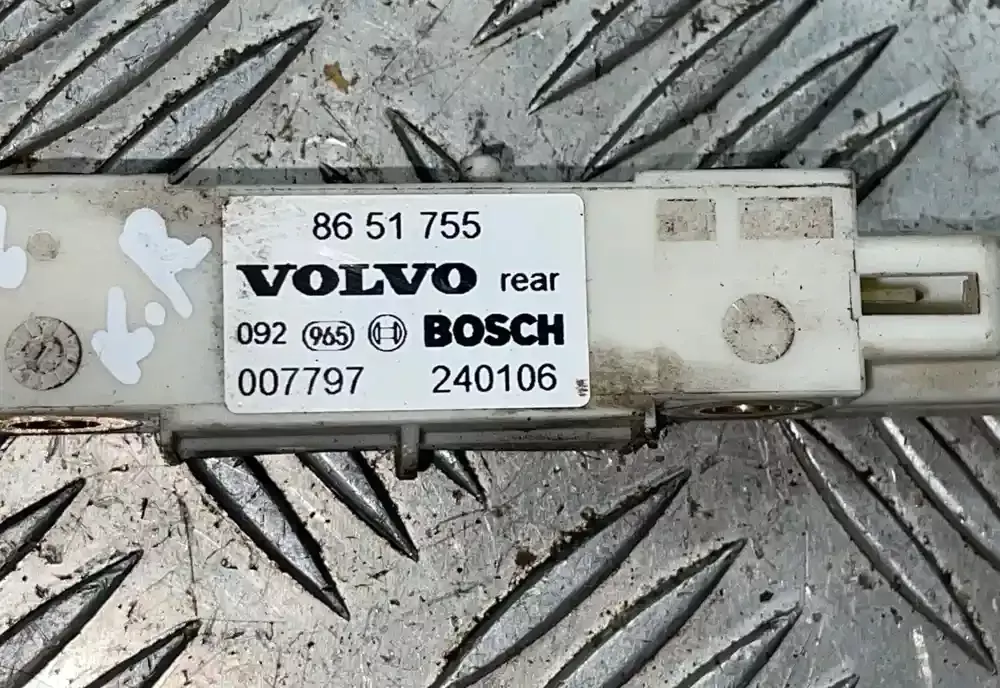 86 51 755
VOLVO rear
092 965 H BOSCH
007797 240106